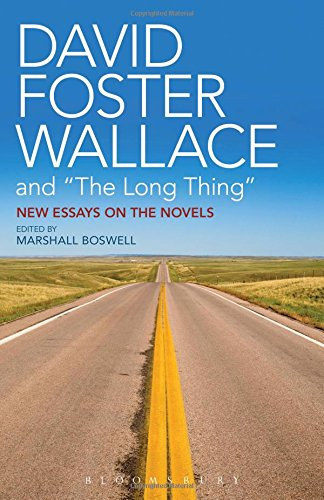 DAVID
FOSTER
WALLACE
and "The Long Thing"
NEW ESSAYS ON THE NOVELS
EDITED BY
MARSHALL BOSWELL
BLOOMSBURY